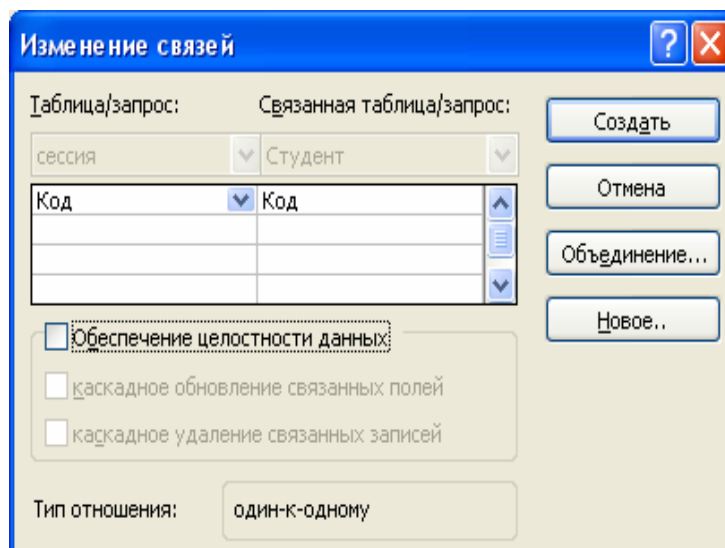 Изменение связей
Таблица/запрос: Связанная таблица/запрос:
сессия Студент
Код Код
Обеспечение целостности данных
каскадное обновление связанных полей
каскадное удаление связанных записей
Тип отношения: один-к-одному
Создать
Отмена
Объединение...
Новое..